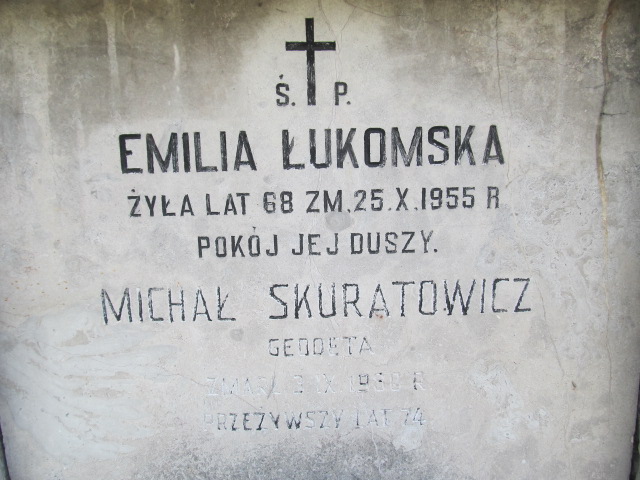 Ś. P.
EMILIA ŁUKOMSKA
ŻYŁA LAT 68 ZM. 25. X. 1955 R
POKÓJ JEJ DUSZY.
MICHAŁ SKURATOWICZ
GEODETA
ZMARŁ
PRZEŻYWSZY LAT 74